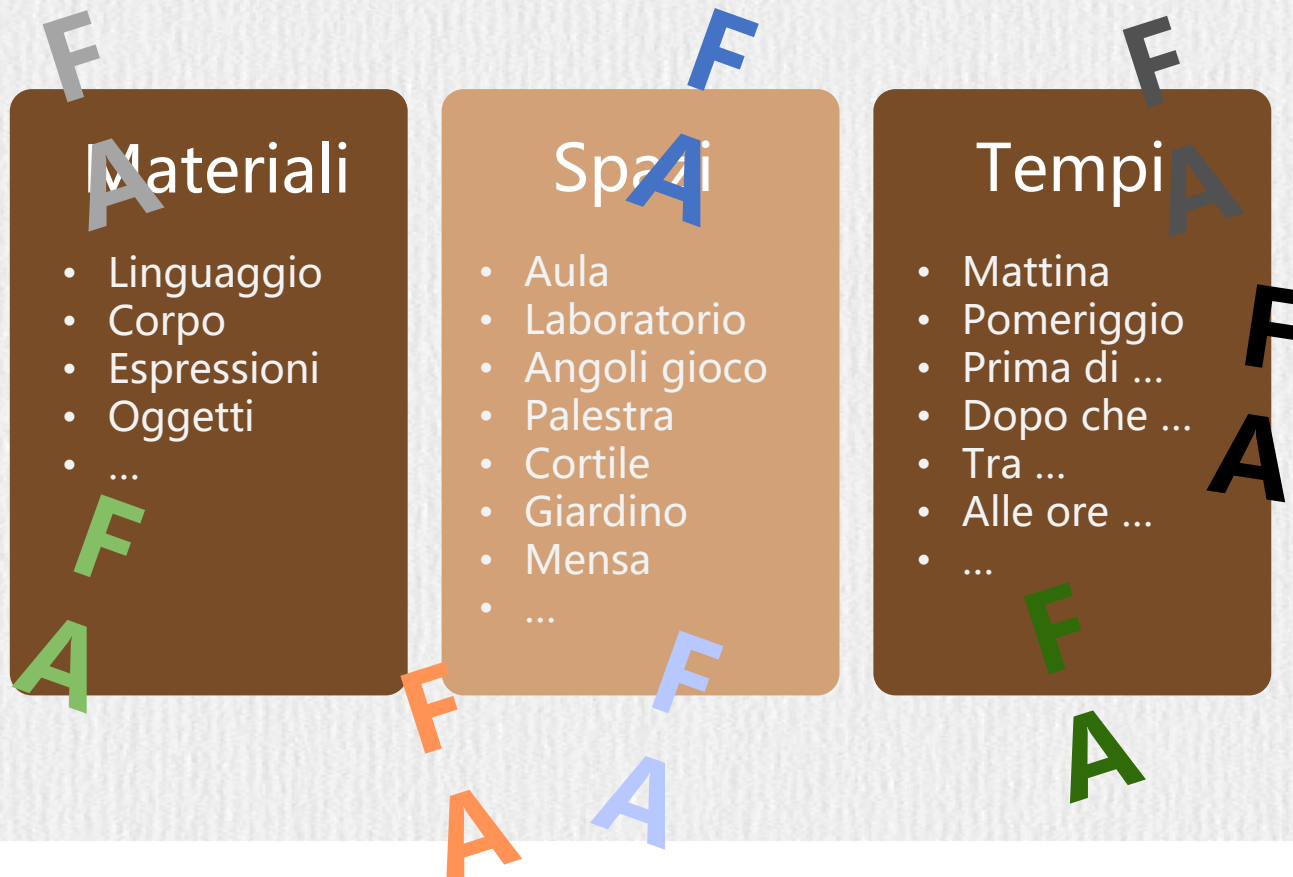 F
A
F
A
F
A
Materiali
• Linguaggio
• Corpo
• Espressioni
• Oggetti
• ...
Spazi
• Aula
• Laboratorio
• Angoli gioco
• Palestra
• Cortile
• Giardino
• Mensa
• ...
Tempi
• Mattina
• Pomeriggio
• Prima di ...
• Dopo che ...
• Tra ...
• Alle ore ...
• ...
F
A
F
A
F
A
F
A
F
A